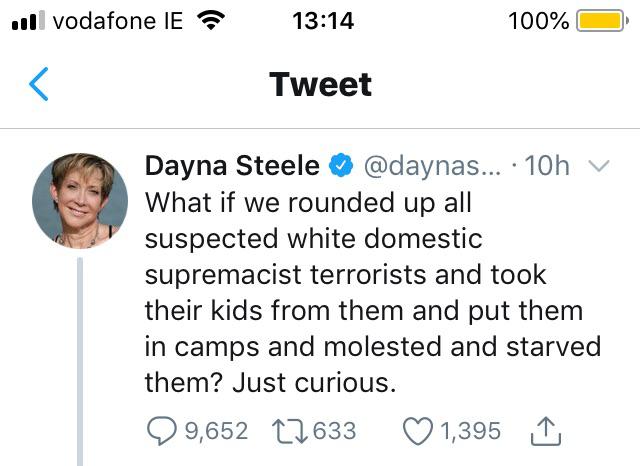 vodafone IE 13:14 100%
Tweet
Dayna Steele @daynas... · 10h
What if we rounded up all
suspected white domestic
supremacist terrorists and took
their kids from them and put them
in camps and molested and starved
them? Just curious.
9,652 633 1,395